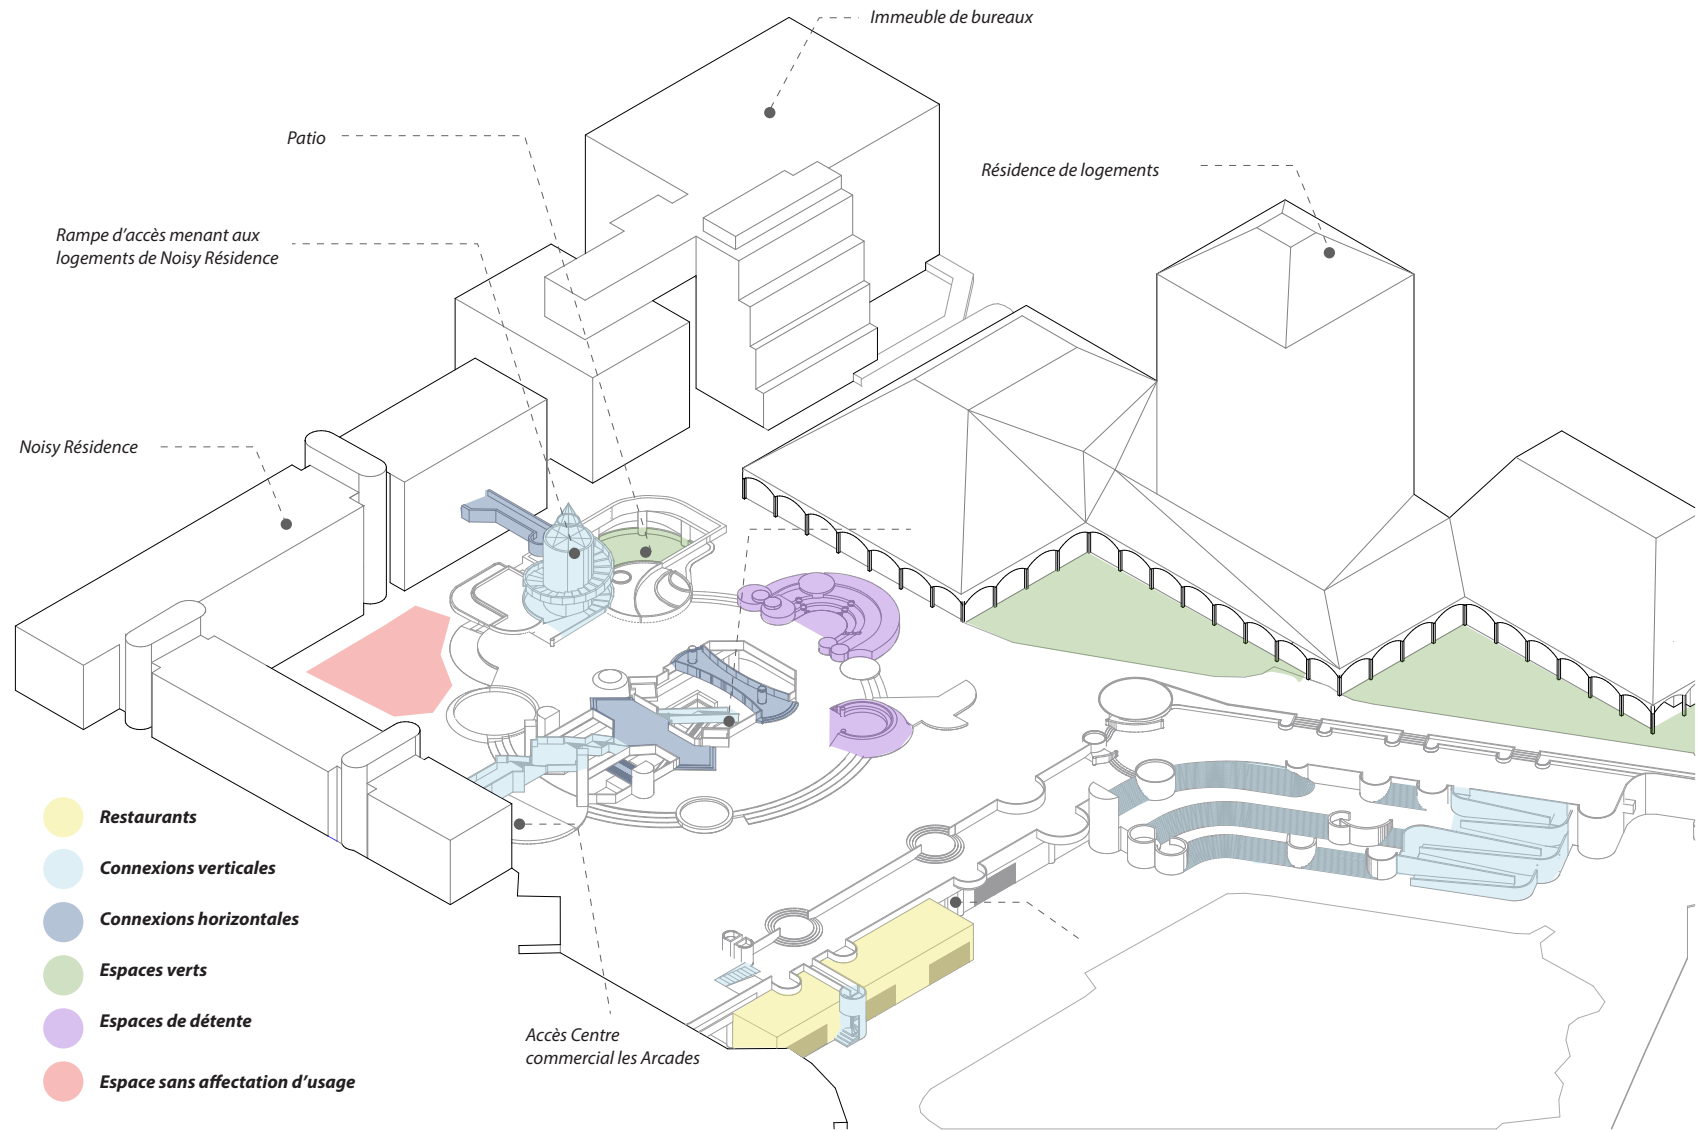 Immeuble de bureaux
Patio
Résidence de logements
Rampe d'accès menant aux
logements de Noisy Résidence
Noisy Résidence
Restaurants
Connexions verticales
Connexions horizontales
Espaces verts
Espaces de détente
Espace sans affectation d'usage
Accès Centre
commercial les Arcades